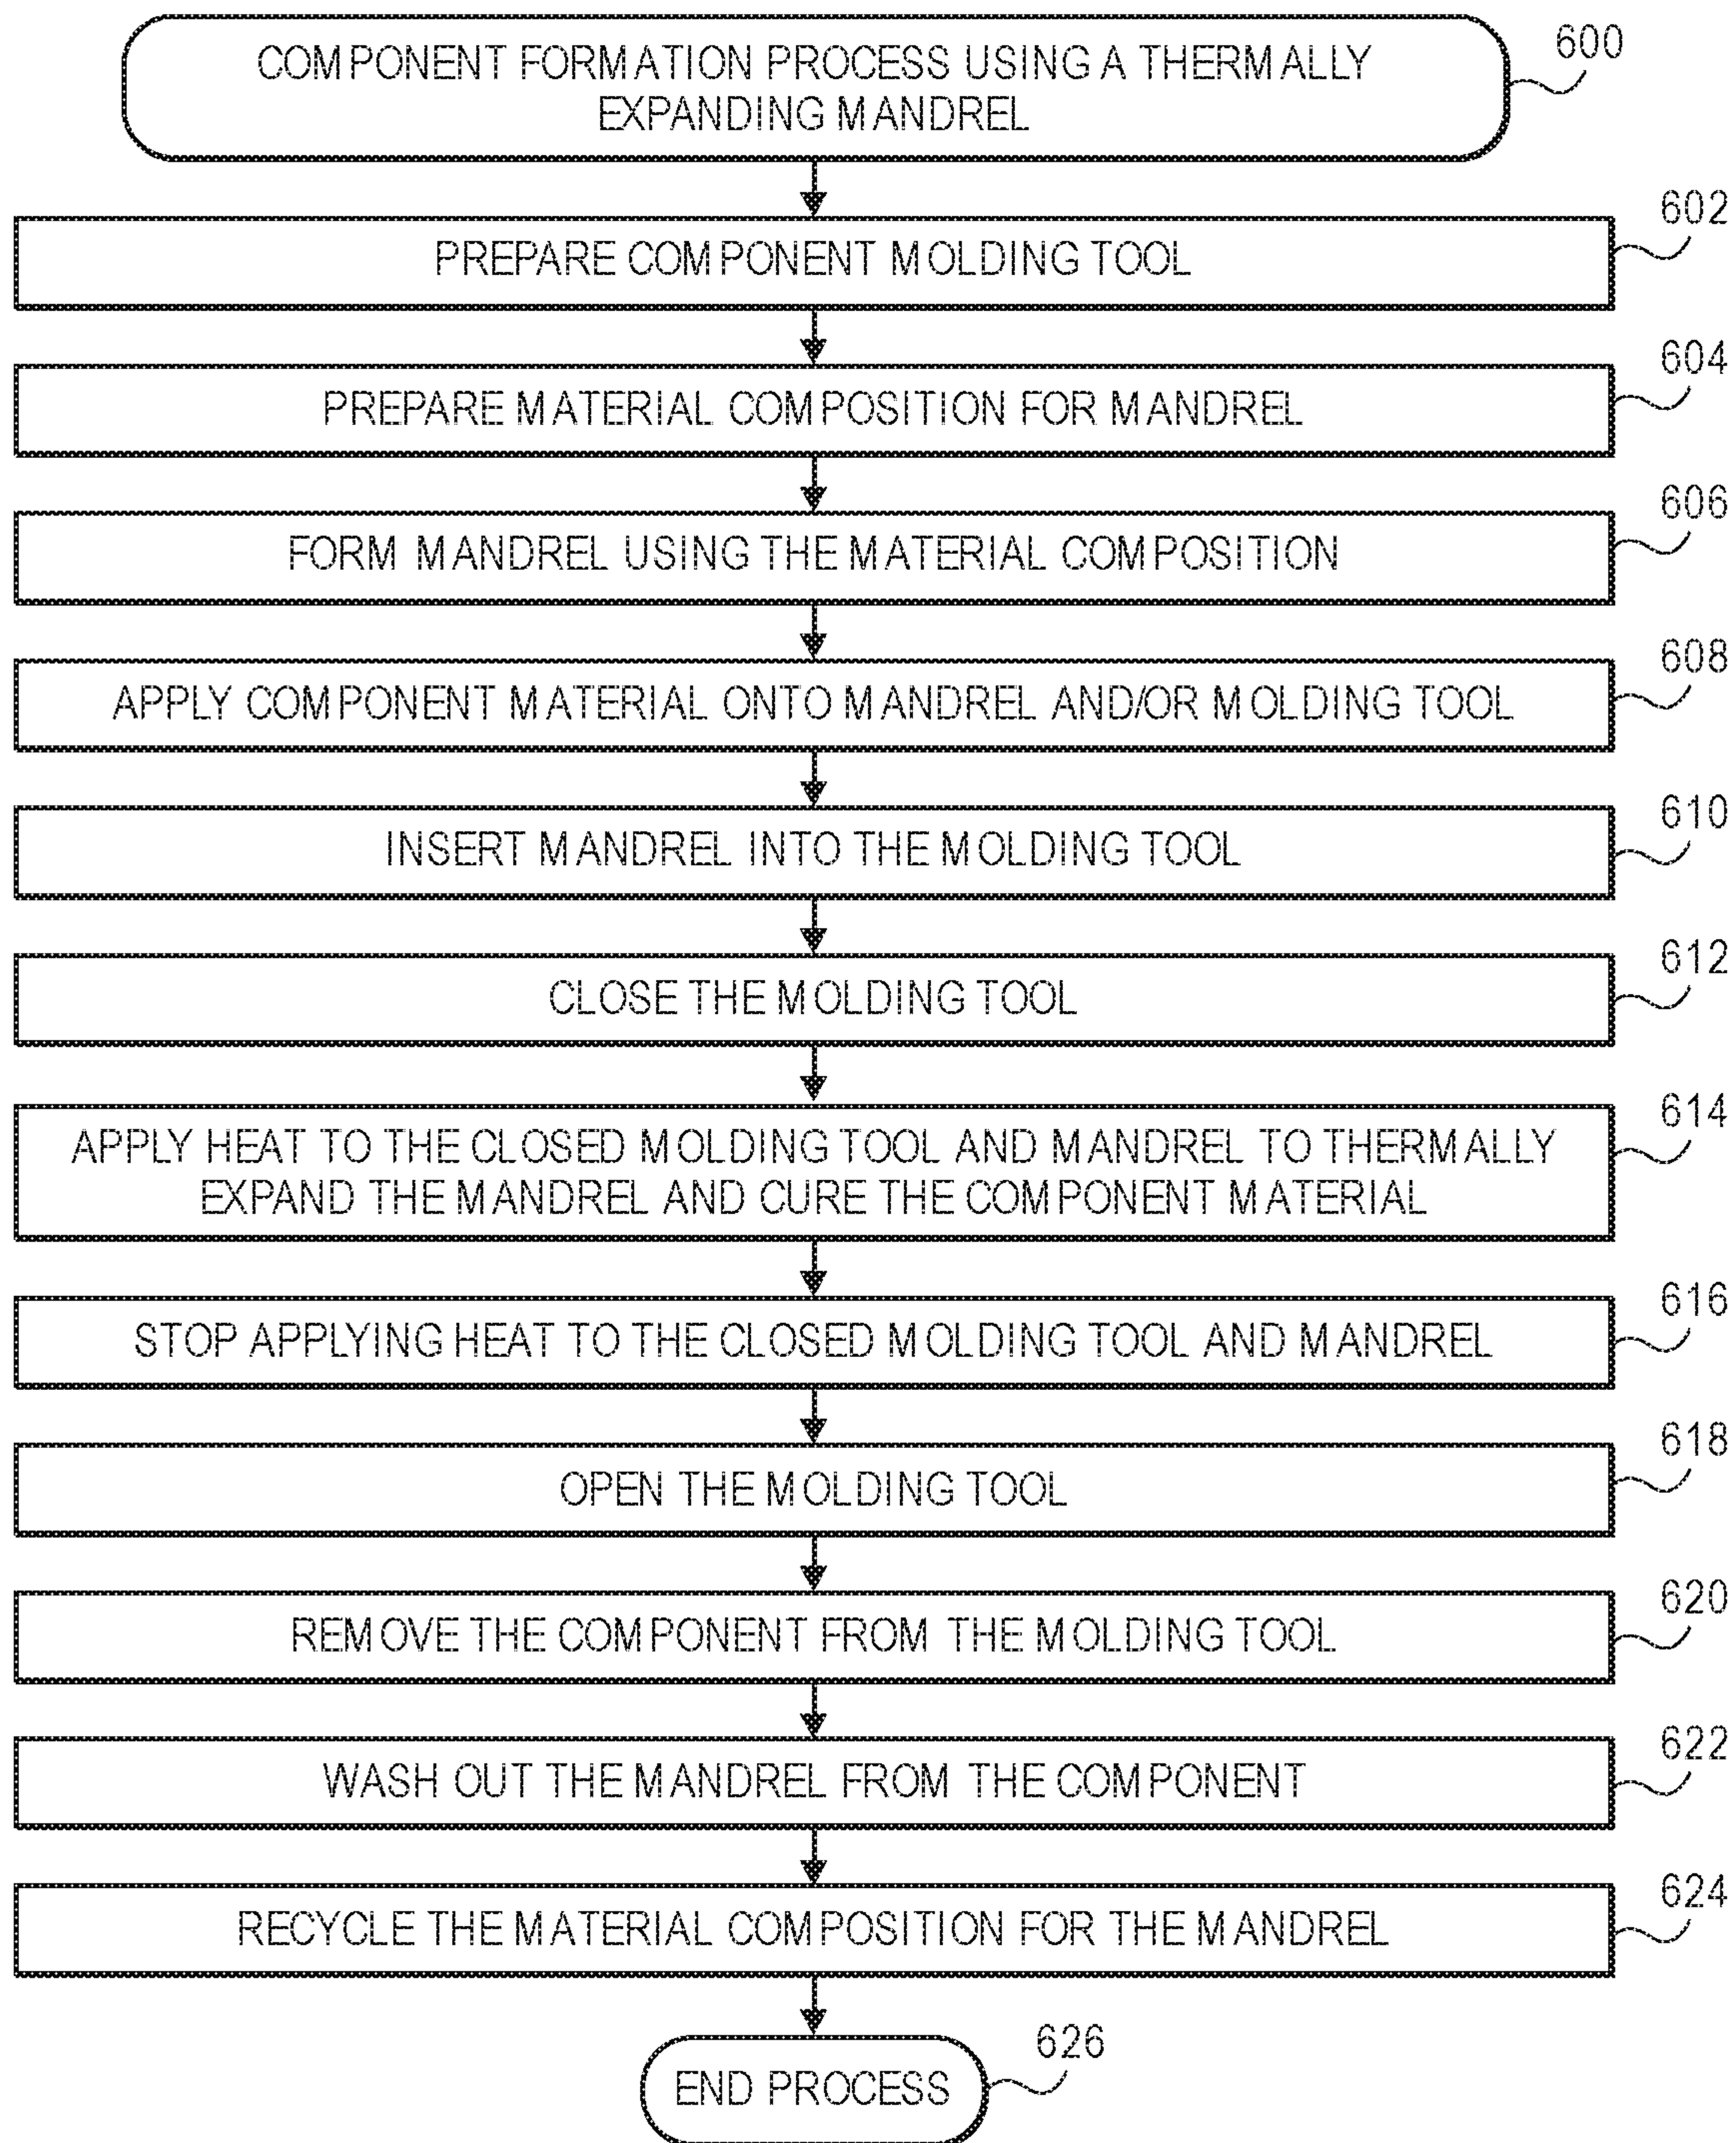 COMPONENT FORMATION PROCESS USING A THERMALLY
EXPANDING MANDREL
600
PREPARE COMPONENT MOLDING TOOL
602
PREPARE MATERIAL COMPOSITION FOR MANDREL
604
FORM MANDREL USING THE MATERIAL COMPOSITION
606
APPLY COMPONENT MATERIAL ONTO MANDREL AND/OR MOLDING TOOL
608
INSERT MANDREL INTO THE MOLDING TOOL
610
CLOSE THE MOLDING TOOL
612
APPLY HEAT TO THE CLOSED MOLDING TOOL AND MANDREL TO THERMALLY
EXPAND THE MANDREL AND CURE THE COMPONENT MATERIAL
614
STOP APPLYING HEAT TO THE CLOSED MOLDING TOOL AND MANDREL
616
OPEN THE MOLDING TOOL
618
REMOVE THE COMPONENT FROM THE MOLDING TOOL
620
WASH OUT THE MANDREL FROM THE COMPONENT
622
RECYCLE THE MATERIAL COMPOSITION FOR THE MANDREL
624
END PROCESS
626